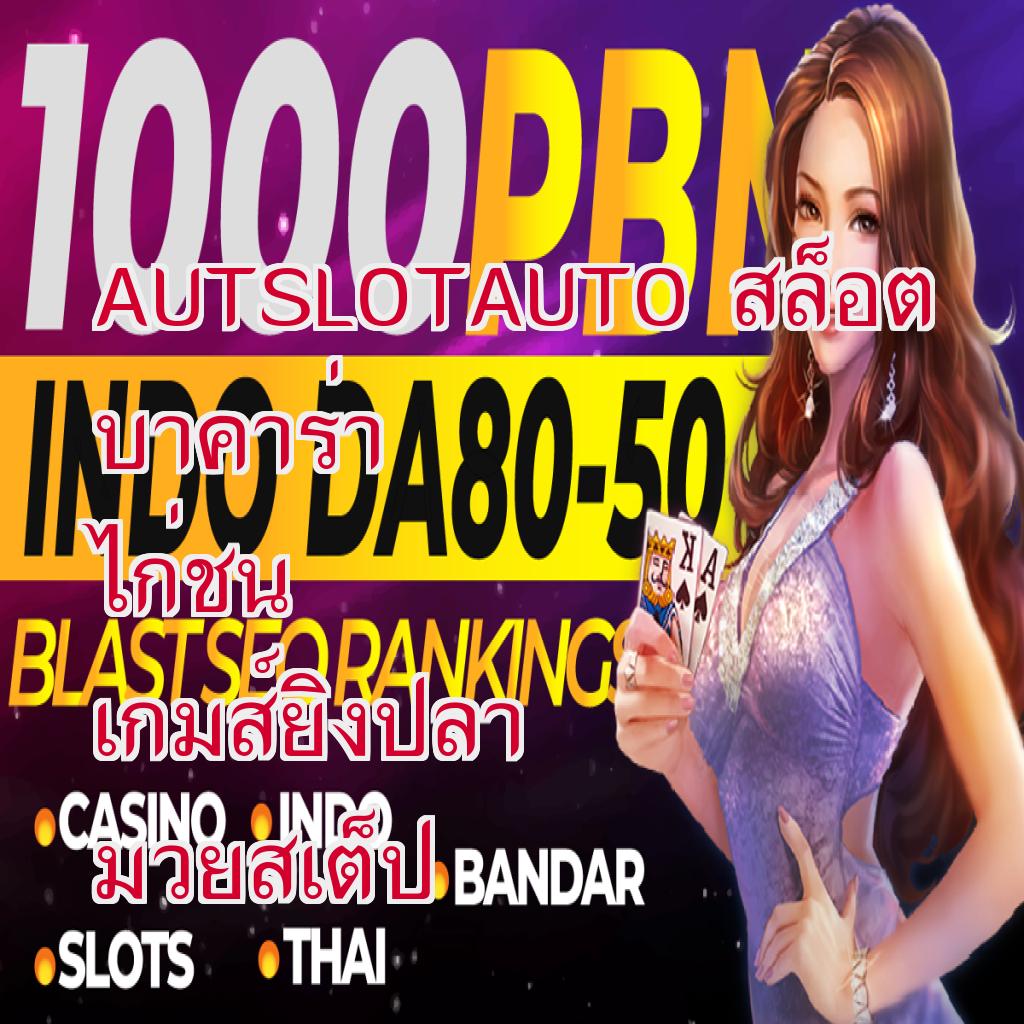 1000PBN
AUTSLOTAUTO สล็อต
INDO DA80-50
บาคาร่า
ไก่ชน
BLAST SEO RANKINGS
เกมส์ยิงปลา
CASINO
INDO
มวยสเต็ป
BANDAR
SLOTS
THAI
K
A